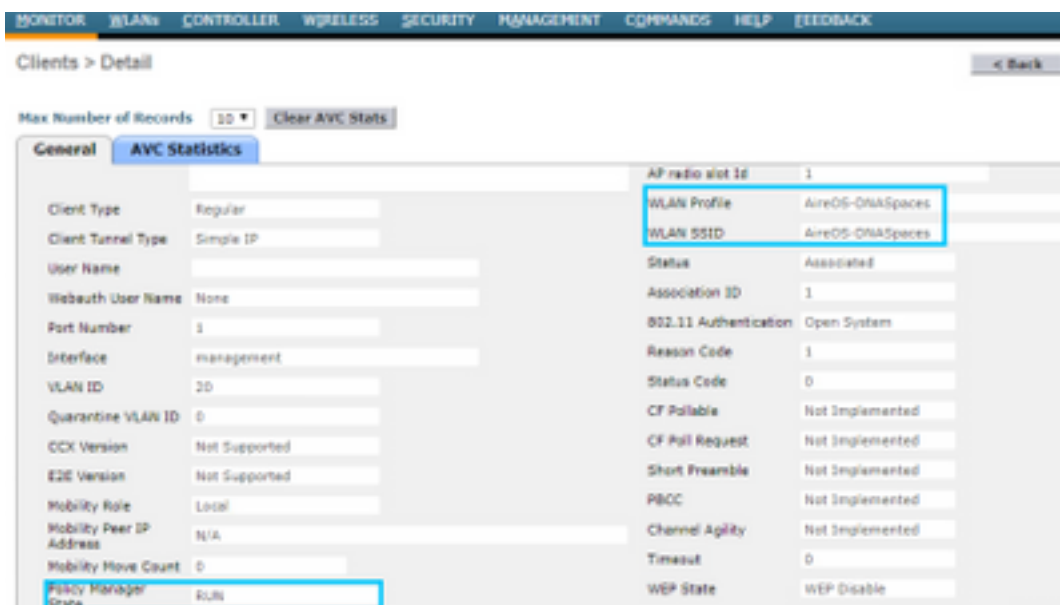 MONITOR WLANs CONTROLLER WIRELESS SECURITY MANAGEMENT COMMANDS HELP FEEDBACK
Clients > Detail
< Back
Max Number of Records 10 Clear AVC Stats
General AVC Statistics
AP radio slot Id 1
Client Type Regular
WLAN Profile AireOS-DNASpaces
Client Tunnel Type Simple IP
WLAN SSID AireOS-DNASpaces
User Name
Status Associated
Webauth User Name None
Association ID 1
Port Number 1
802.11 Authentication Open System
Interface management
Reason Code 1
VLAN ID 20
Status Code 0
Quarantine VLAN ID 0
CF Pollable Not Implemented
CCX Version Not Supported
CF Poll Request Not Implemented
E2E Version Not Supported
Short Preamble Not Implemented
Mobility Role Local
PBCC Not Implemented
Mobility Peer IP Address N/A
Channel Agility Not Implemented
Mobility Move Count 0
Timeout 0
Policy Manager State RUN
WEP State WEP Disable